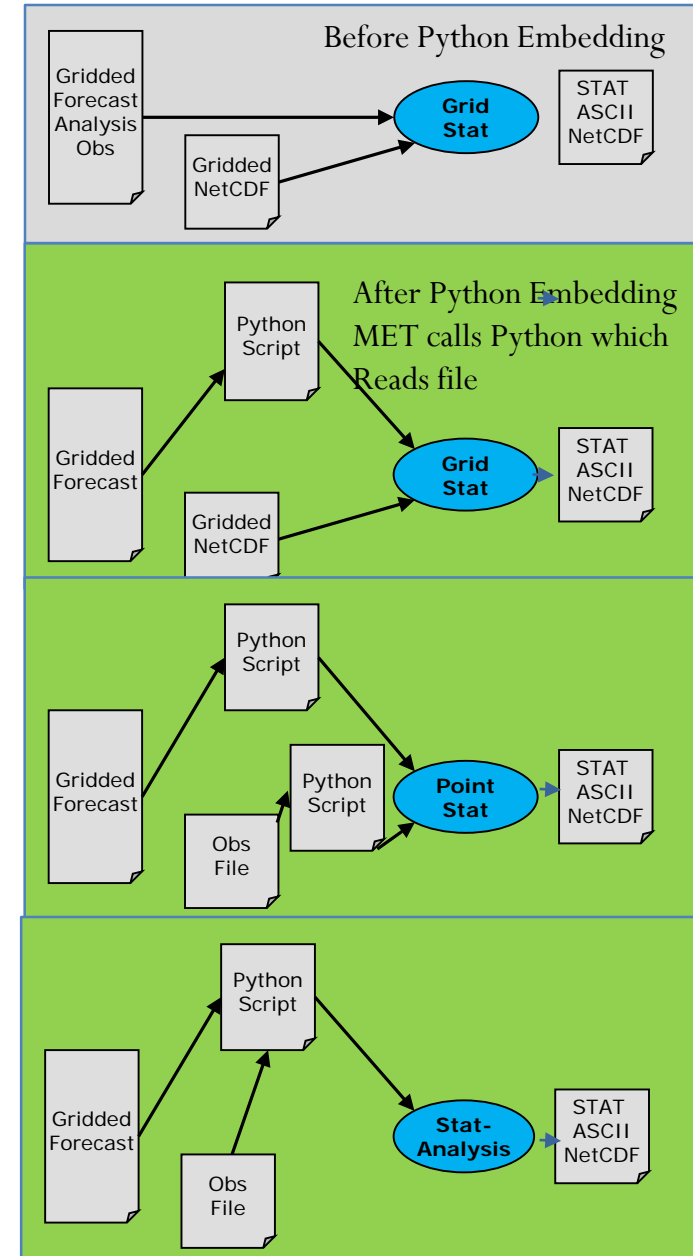 Before Python Embedding
Gridded
Forecast
Analysis
Obs
Gridded
NetCDF
Grid
Stat
STAT
ASCII
NetCDF
After Python Embedding
MET calls Python which
Reads file
Python
Script
Gridded
Forecast
Gridded
NetCDF
Grid
Stat
STAT
ASCII
NetCDF
Python
Script
Gridded
Forecast
Python
Script
Obs
File
Point
Stat
STAT
ASCII
NetCDF
Python
Script
Gridded
Forecast
Obs
File
Stat-
Analysis
STAT
ASCII
NetCDF